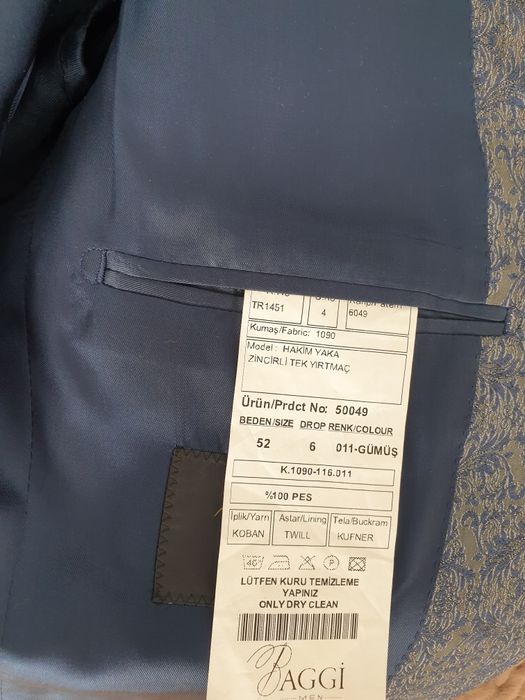 TR1451 4 6049
Kumaş/Fabric: 1090
Model: HAKİM YAKA
ZİNCİRLİ TEK YIRTMAÇ
Ürün/Prdct No: 50049
BEDEN/SIZE DROP RENK/COLOUR
52 6 011-GÜMÜŞ
K.1090-116.011
%100 PES
İplik/Yarn Astar/Lining Tela/Buckram
KOBAN TWILL KUFNER
40°
P
LÜTFEN KURU TEMİZLEME
YAPINIZ
ONLY DRY CLEAN
BAGGİ
MEN